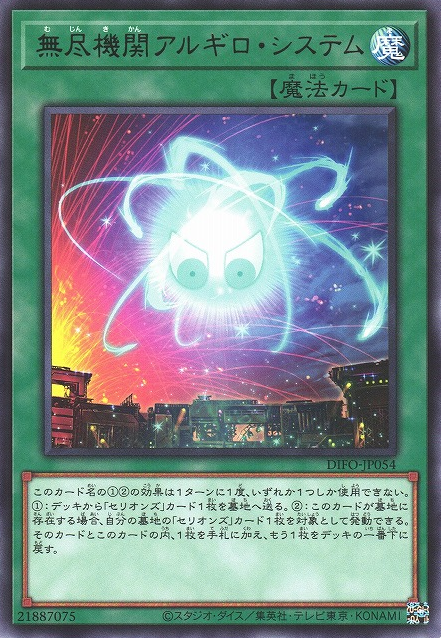 無尽機関アルギロ・システム
魔
【魔法カード】
DIFO-JP054
このカード名の①②の効果は1ターンに1度、いずれか1つしか使用できない。
①：デッキから「セリオンズ」カード1枚を墓地へ送る。②：このカードが墓地に
存在する場合、自分の墓地の「セリオンズ」カード1枚を対象として発動できる。
そのカードとこのカードの内、1枚を手札に加え、もう1枚をデッキの一番下に
戻す。
21887075
©スタジオ・ダイス／集英社・テレビ東京・KONAMI